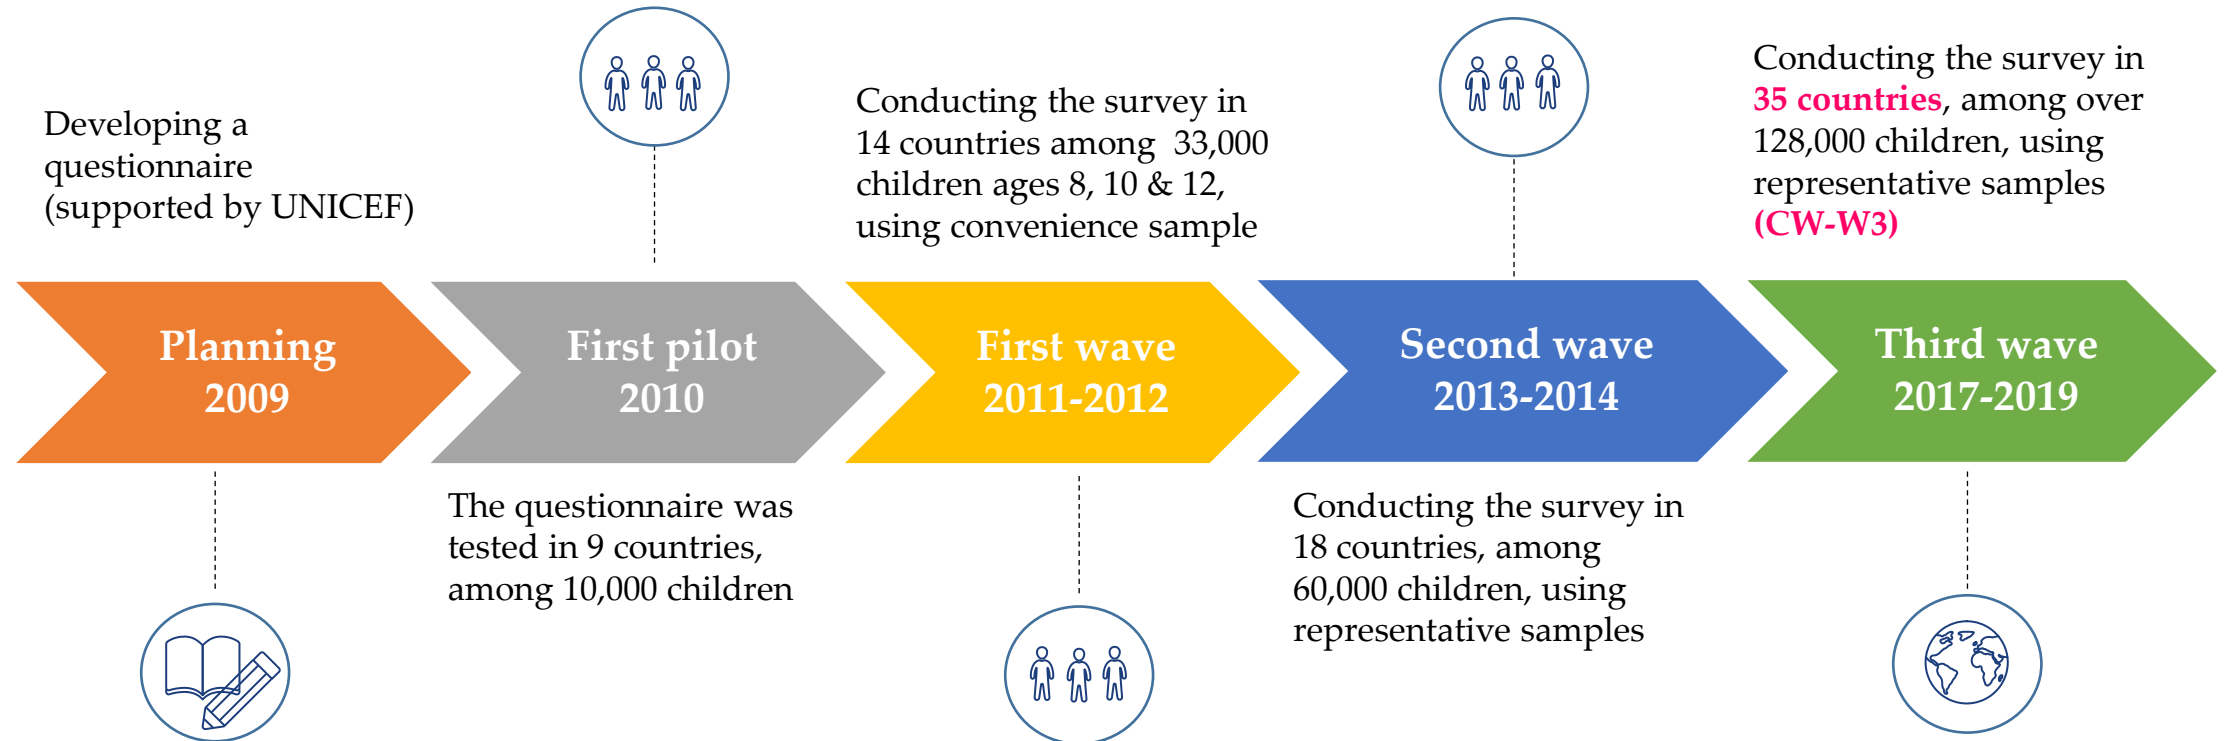 Developing a
questionnaire
(supported by UNICEF)
Planning
2009
First pilot
2010
The questionnaire was
tested in 9 countries,
among 10,000 children
Conducting the survey in
14 countries among  33,000
children ages 8, 10 & 12,
using convenience sample
First wave
2011-2012
Second wave
2013-2014
Conducting the survey in
18 countries, among
60,000 children, using
representative samples
Conducting the survey in
35 countries, among over
128,000 children, using
representative samples
(CW-W3)
Third wave
2017-2019